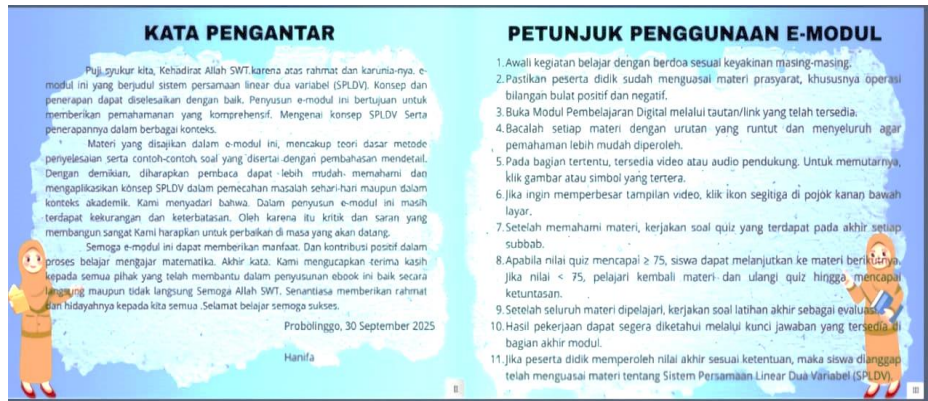 KATA PENGANTAR
Puji syukur kita, Kehadirat Allah SWT.karena atas rahmat dan karunia-nya, e-
modul ini yang berjudul sistem persamaan linear dua variabel (SPLDV). Konsep dan
penerapan dapat diselesaikan dengan baik. Penyusun e-modul ini bertujuan untuk
memberikan pemahamanan yang komprehensif. Mengenai konsep SPLDV Serta
penerapannya dalam berbagai konteks.
Materi yang disajikan dalam e-modul ini, mencakup teori dasar metode
penyelesaian serta contoh-contoh soal yang disertai dengan pembahasan mendetail.
Dengan demikian, diharapkan pembaca dapat lebih mudah memahami dan
mengaplikasikan konsep SPLDV dalam pemecahan masalah sehari-hari maupun dalam
konteks akademik. Kami menyadari bahwa. Dalam penyusun e-modul ini masih
terdapat kekurangan dan keterbatasan. Oleh karena itu kritik dan saran yang
membangun sangat Kami harapkan untuk perbaikan di masa yang akan datang.
Semoga e-modul ini dapat memberikan manfaat. Dan kontribusi positif dalam
proses belajar mengajar matematika. Akhir kata. Kami mengucapkan terima kasih
kepada semua pihak yang telah membantu dalam penyusunan ebook ini baik secara
langsung maupun tidak langsung Semoga Allah SWT. Senantiasa memberikan rahmat
dan hidayahnya kepada kita semua .Selamat belajar semoga sukses.
Probolinggo, 30 September 2025
Hanifa
II
PETUNJUK PENGGUNAAN E-MODUL
1. Awali kegiatan belajar dengan berdoa sesuai keyakinan masing-masing.
2. Pastikan peserta didik sudah menguasai materi prasyarat, khususnya operasi
bilangan bulat positif dan negatif.
3. Buka Modul Pembelajaran Digital melalui tautan/link yang telah tersedia.
4. Bacalah setiap materi dengan urutan yang runtut dan menyeluruh agar
pemahaman lebih mudah diperoleh.
5. Pada bagian tertentu, tersedia video atau audio pendukung. Untuk memutarnya,
klik gambar atau simbol yang tertera.
6. Jika ingin memperbesar tampilan video, klik ikon segitiga di pojok kanan bawah
layar.
7. Setelah memahami materi, kerjakan soal quiz yang terdapat pada akhir setiap
subbab.
8. Apabila nilai quiz mencapai ≥ 75, siswa dapat melanjutkan ke materi berikutnya.
Jika nilai < 75, pelajari kembali materi dan ulangi quiz hingga mencapai
ketuntasan.
9. Setelah seluruh materi dipelajari, kerjakan soal latihan akhir sebagai evaluasi.
10. Hasil pekerjaan dapat segera diketahui melalui kunci jawaban yang tersedia di
bagian akhir modul.
11. Jika peserta didik memperoleh nilai akhir sesuai ketentuan, maka siswa dianggap
telah menguasai materi tentang Sistem Persamaan Linear Dua Variabel (SPLDV).
III